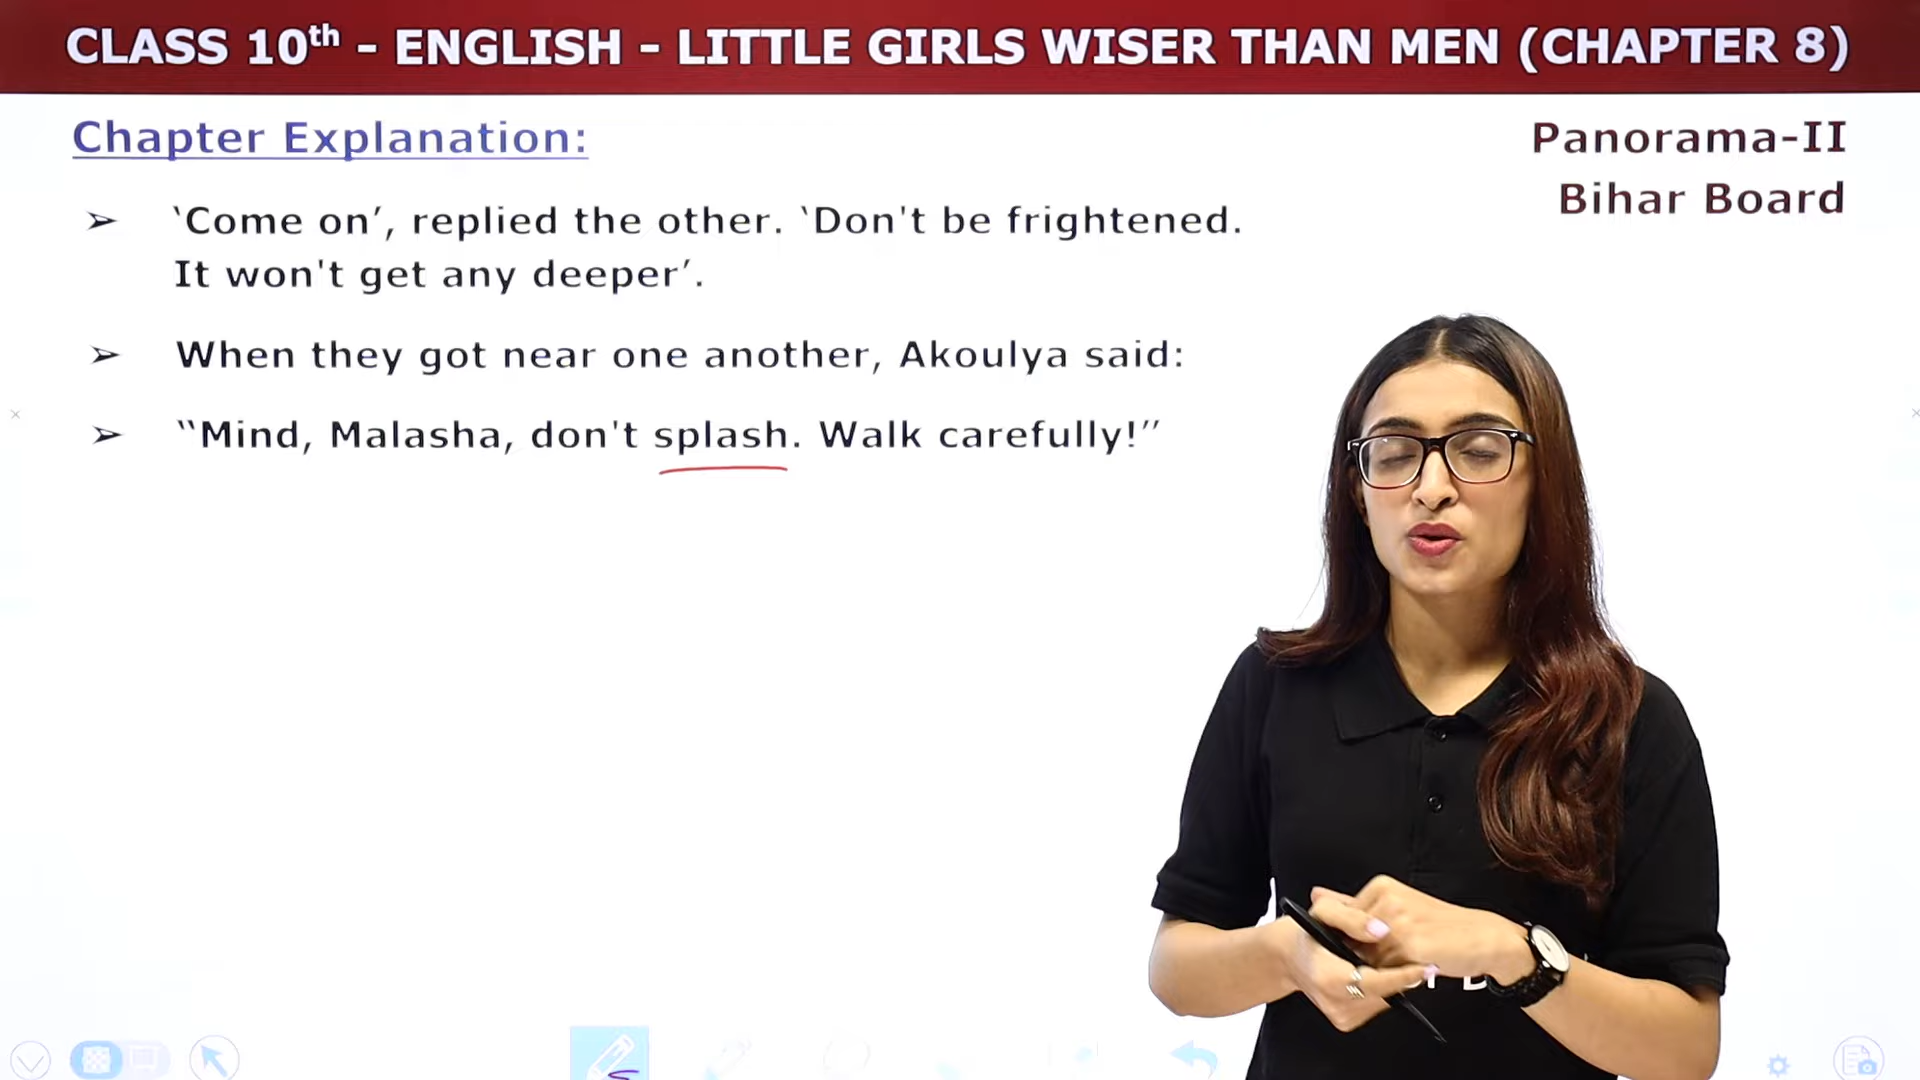 CLASS 10th - ENGLISH - LITTLE GIRLS WISER THAN MEN (CHAPTER 8)
Chapter Explanation:
Panorama-II
Bihar Board
➢ ‘Come on’, replied the other. ‘Don't be frightened.
It won't get any deeper’.
➢ When they got near one another, Akoulya said:
➢ “Mind, Malasha, don't splash. Walk carefully!”